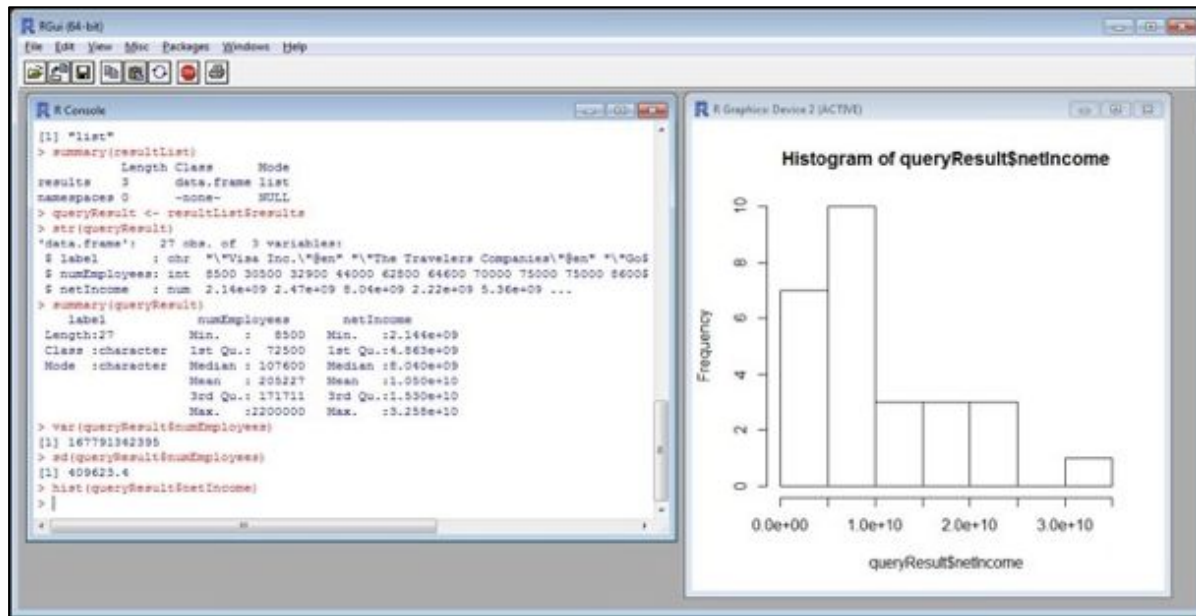 RGui (64-bit)
File Edit View Misc Packages Windows Help
R Console
[1] "list"
> summary(resultList)
Length Class Mode
results 3 data.frame list
namespaces 0 -none- NULL
> queryResult <- resultList$results
> str(queryResult)
'data.frame': 27 obs. of 3 variables:
$ label : chr "\"Visa Inc.\"@en" "\"The Travelers Companies\"@en" "\"Go$
$ numEmployees: int 8500 30500 32900 44000 62800 64600 70000 75000 75000 8600$
$ netIncome : num 2.14e+09 2.47e+09 8.04e+09 2.22e+09 5.36e+09 ...
> summary(queryResult)
label numEmployees netIncome
Length:27 Min. : 8500 Min. :2.144e+09
Class :character 1st Qu.: 72500 1st Qu.:4.863e+09
Mode :character Median : 107600 Median :8.040e+09
Mean : 205227 Mean :1.050e+10
3rd Qu.: 171711 3rd Qu.:1.530e+10
Max. :2200000 Max. :3.258e+10
> var(queryResult$numEmployees)
[1] 167791342395
> sd(queryResult$numEmployees)
[1] 409623.4
> hist(queryResult$netIncome)
>
R Graphics: Device 2 (ACTIVE)
Histogram of queryResult$netIncome
Frequency
10
8
6
4
2
0
0.0e+00 1.0e+10 2.0e+10 3.0e+10
queryResult$netIncome